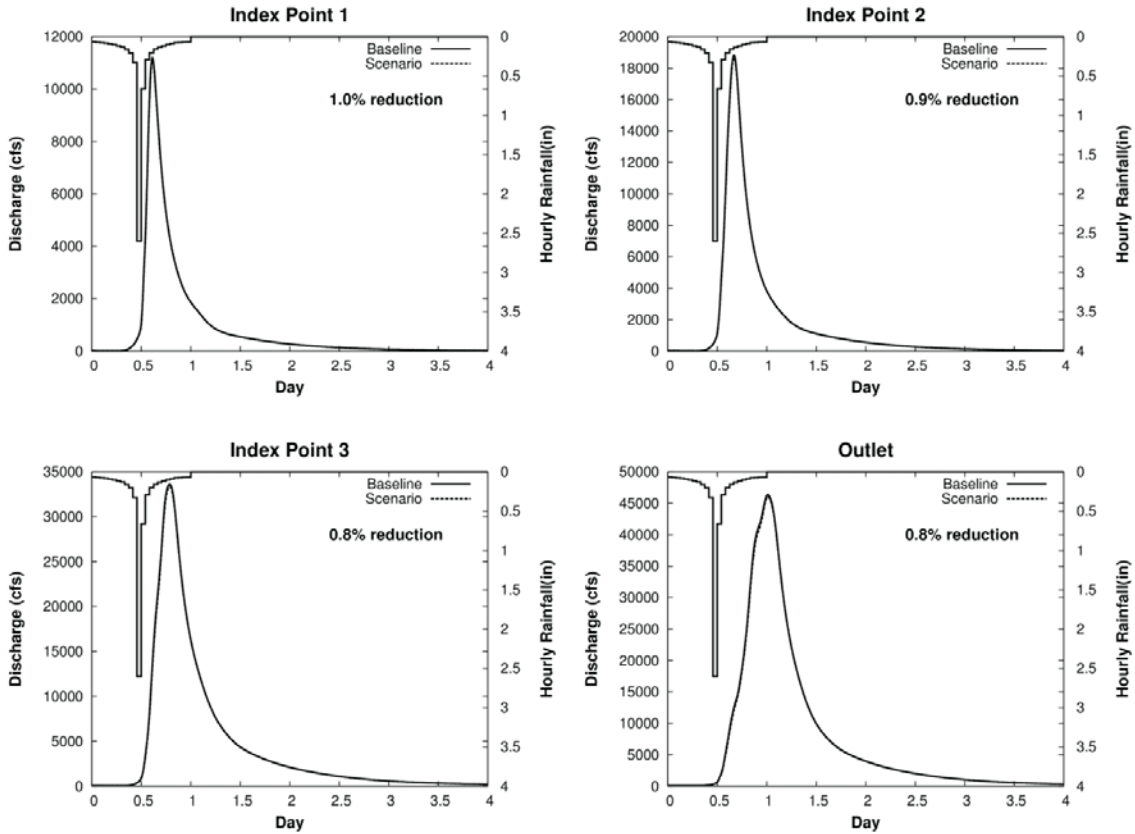 Index Point 1
12000
10000
8000
6000
4000
2000
0
Discharge (cfs)
0
0.5
1
1.5
2
2.5
3
3.5
4
Hourly Rainfall(in)
Baseline
Scenario
1.0% reduction
0 0.5 1 1.5 2 2.5 3 3.5 4
Day
Index Point 2
20000
18000
16000
14000
12000
10000
8000
6000
4000
2000
0
Discharge (cfs)
0
0.5
1
1.5
2
2.5
3
3.5
4
Hourly Rainfall(in)
Baseline
Scenario
0.9% reduction
0 0.5 1 1.5 2 2.5 3 3.5 4
Day
Index Point 3
35000
30000
25000
20000
15000
10000
5000
0
Discharge (cfs)
0
0.5
1
1.5
2
2.5
3
3.5
4
Hourly Rainfall(in)
Baseline
Scenario
0.8% reduction
0 0.5 1 1.5 2 2.5 3 3.5 4
Day
Outlet
50000
45000
40000
35000
30000
25000
20000
15000
10000
5000
0
Discharge (cfs)
0
0.5
1
1.5
2
2.5
3
3.5
4
Hourly Rainfall(in)
Baseline
Scenario
0.8% reduction
0 0.5 1 1.5 2 2.5 3 3.5 4
Day